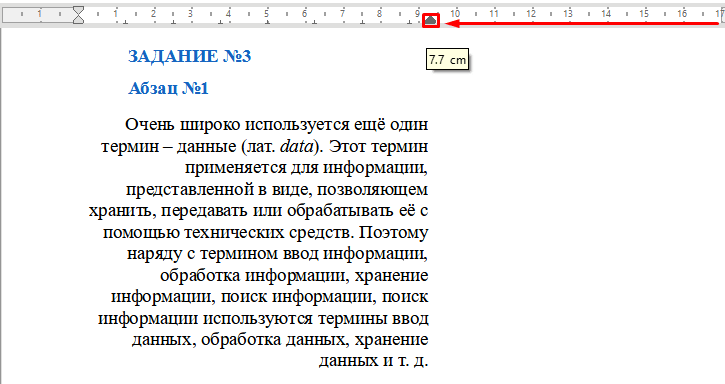 1 1 2 3 4 5 6 7 8 9 10 11 12 13 14 15 16 17
7.7 cm
ЗАДАНИЕ №3
Абзац №1
Очень широко используется ещё один
термин – данные (лат. data). Этот термин
применяется для информации,
представленной в виде, позволяющем
хранить, передавать или обрабатывать её с
помощью технических средств. Поэтому
наряду с термином ввод информации,
обработка информации, хранение
информации, поиск информации, поиск
информации используются термины ввод
данных, обработка данных, хранение
данных и т. д.